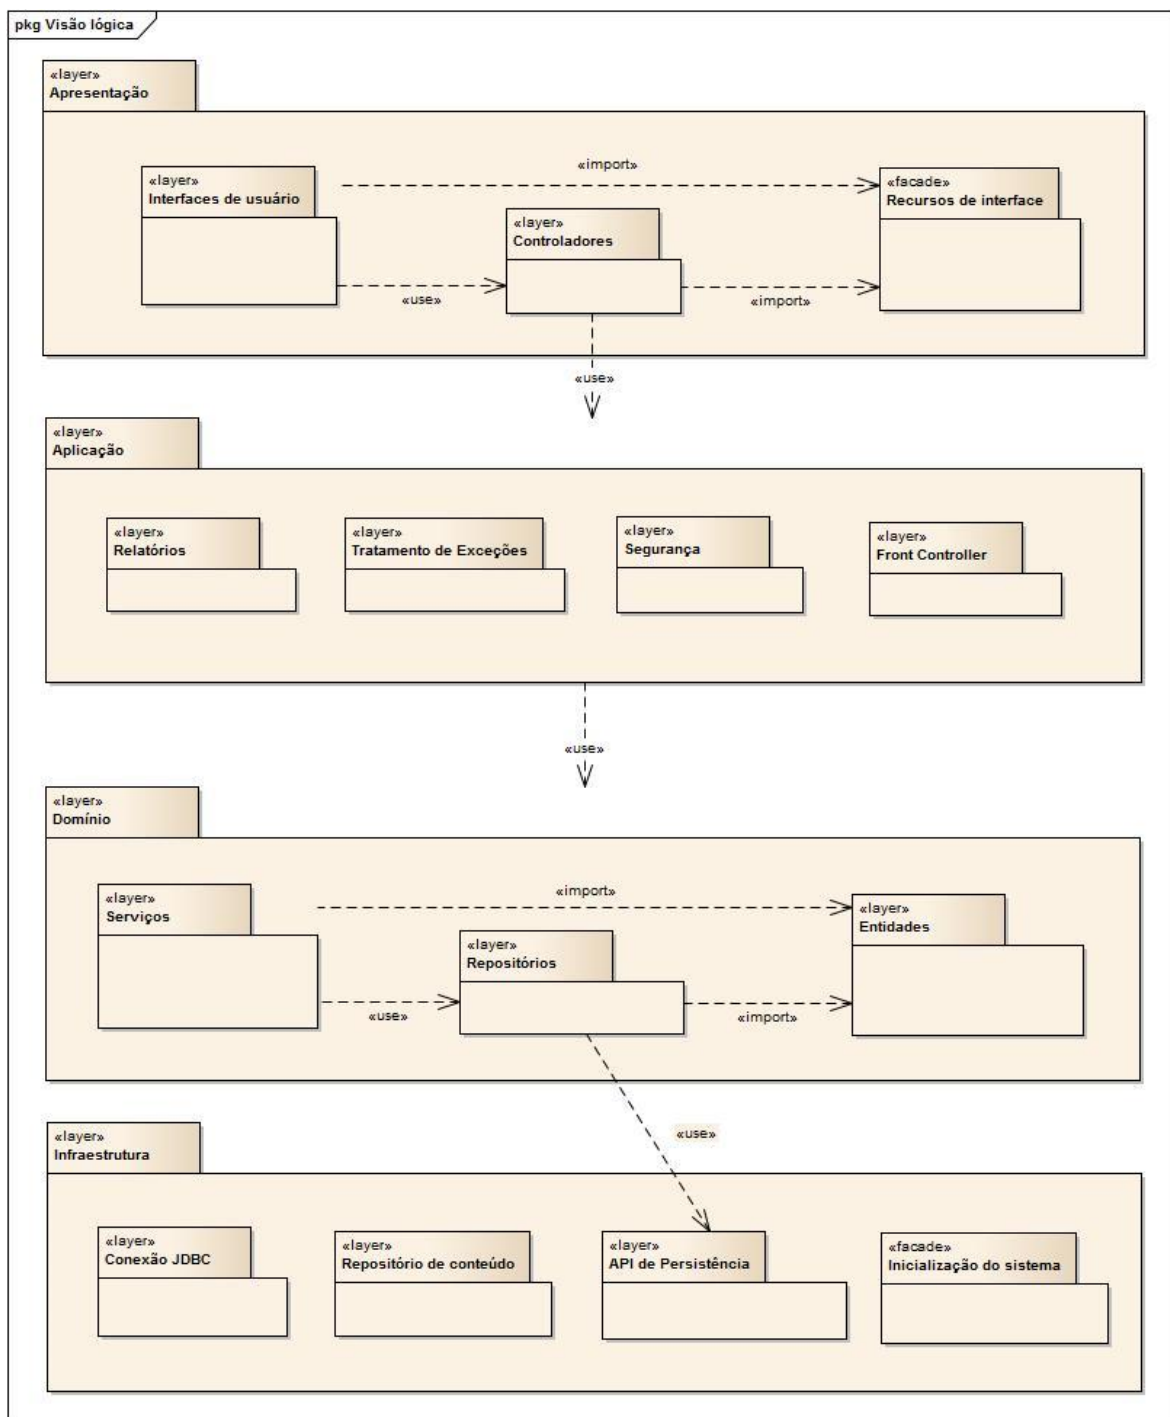 pkg Visão lógica
«layer»
Apresentação
«import»
«layer»
Interfaces de usuário
«facade»
Recursos de interface
«layer»
Controladores
«use»
«import»
«use»
«layer»
Aplicação
«layer»
Relatórios
«layer»
Tratamento de Exceções
«layer»
Segurança
«layer»
Front Controller
«use»
«layer»
Domínio
«layer»
Serviços
«import»
«layer»
Entidades
«layer»
Repositórios
«use»
«import»
«use»
«layer»
Infraestrutura
«layer»
Conexão JDBC
«layer»
Repositório de conteúdo
«layer»
API de Persistência
«facade»
Inicialização do sistema